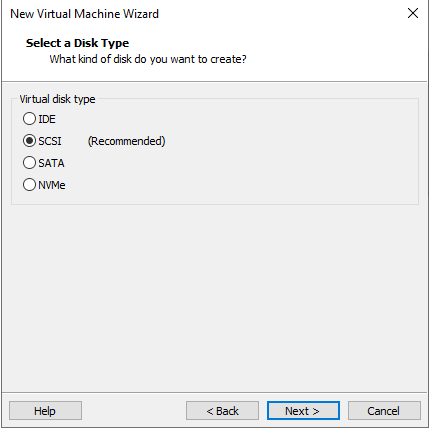 New Virtual Machine Wizard
Select a Disk Type
What kind of disk do you want to create?
Virtual disk type
IDE
SCSI (Recommended)
SATA
NVMe
Help < Back Next > Cancel